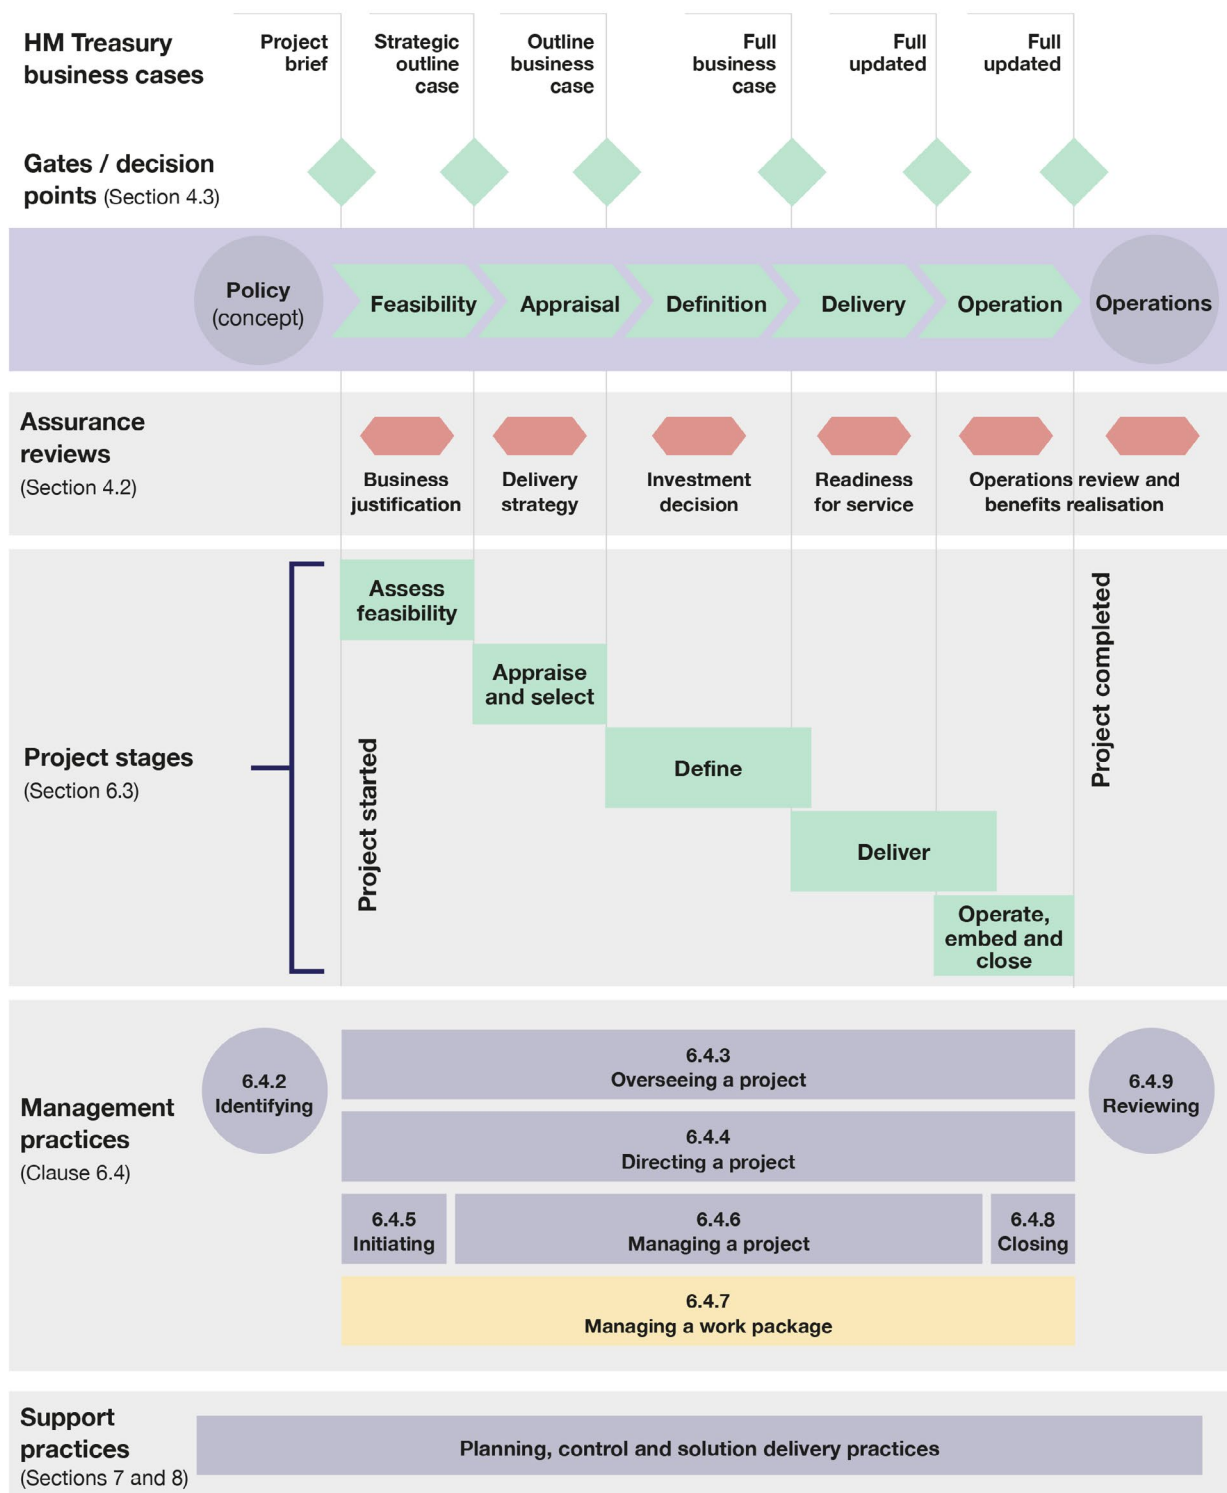 HM Treasury
business cases
Project
brief
Strategic
outline
case
Outline
business
case
Full
business
case
Full
updated
Full
updated
Gates / decision
points (Section 4.3)
Policy
(concept)
Feasibility
Appraisal
Definition
Delivery
Operation
Operations
Assurance
reviews
(Section 4.2)
Business
justification
Delivery
strategy
Investment
decision
Readiness
for service
Operations review and
benefits realisation
Project stages
(Section 6.3)
Project started
Assess
feasibility
Appraise
and select
Define
Deliver
Operate,
embed and
close
Project completed
Management
practices
(Clause 6.4)
6.4.2
Identifying
6.4.3
Overseeing a project
6.4.4
Directing a project
6.4.5
Initiating
6.4.6
Managing a project
6.4.8
Closing
6.4.7
Managing a work package
6.4.9
Reviewing
Support
practices
(Sections 7 and 8)
Planning, control and solution delivery practices